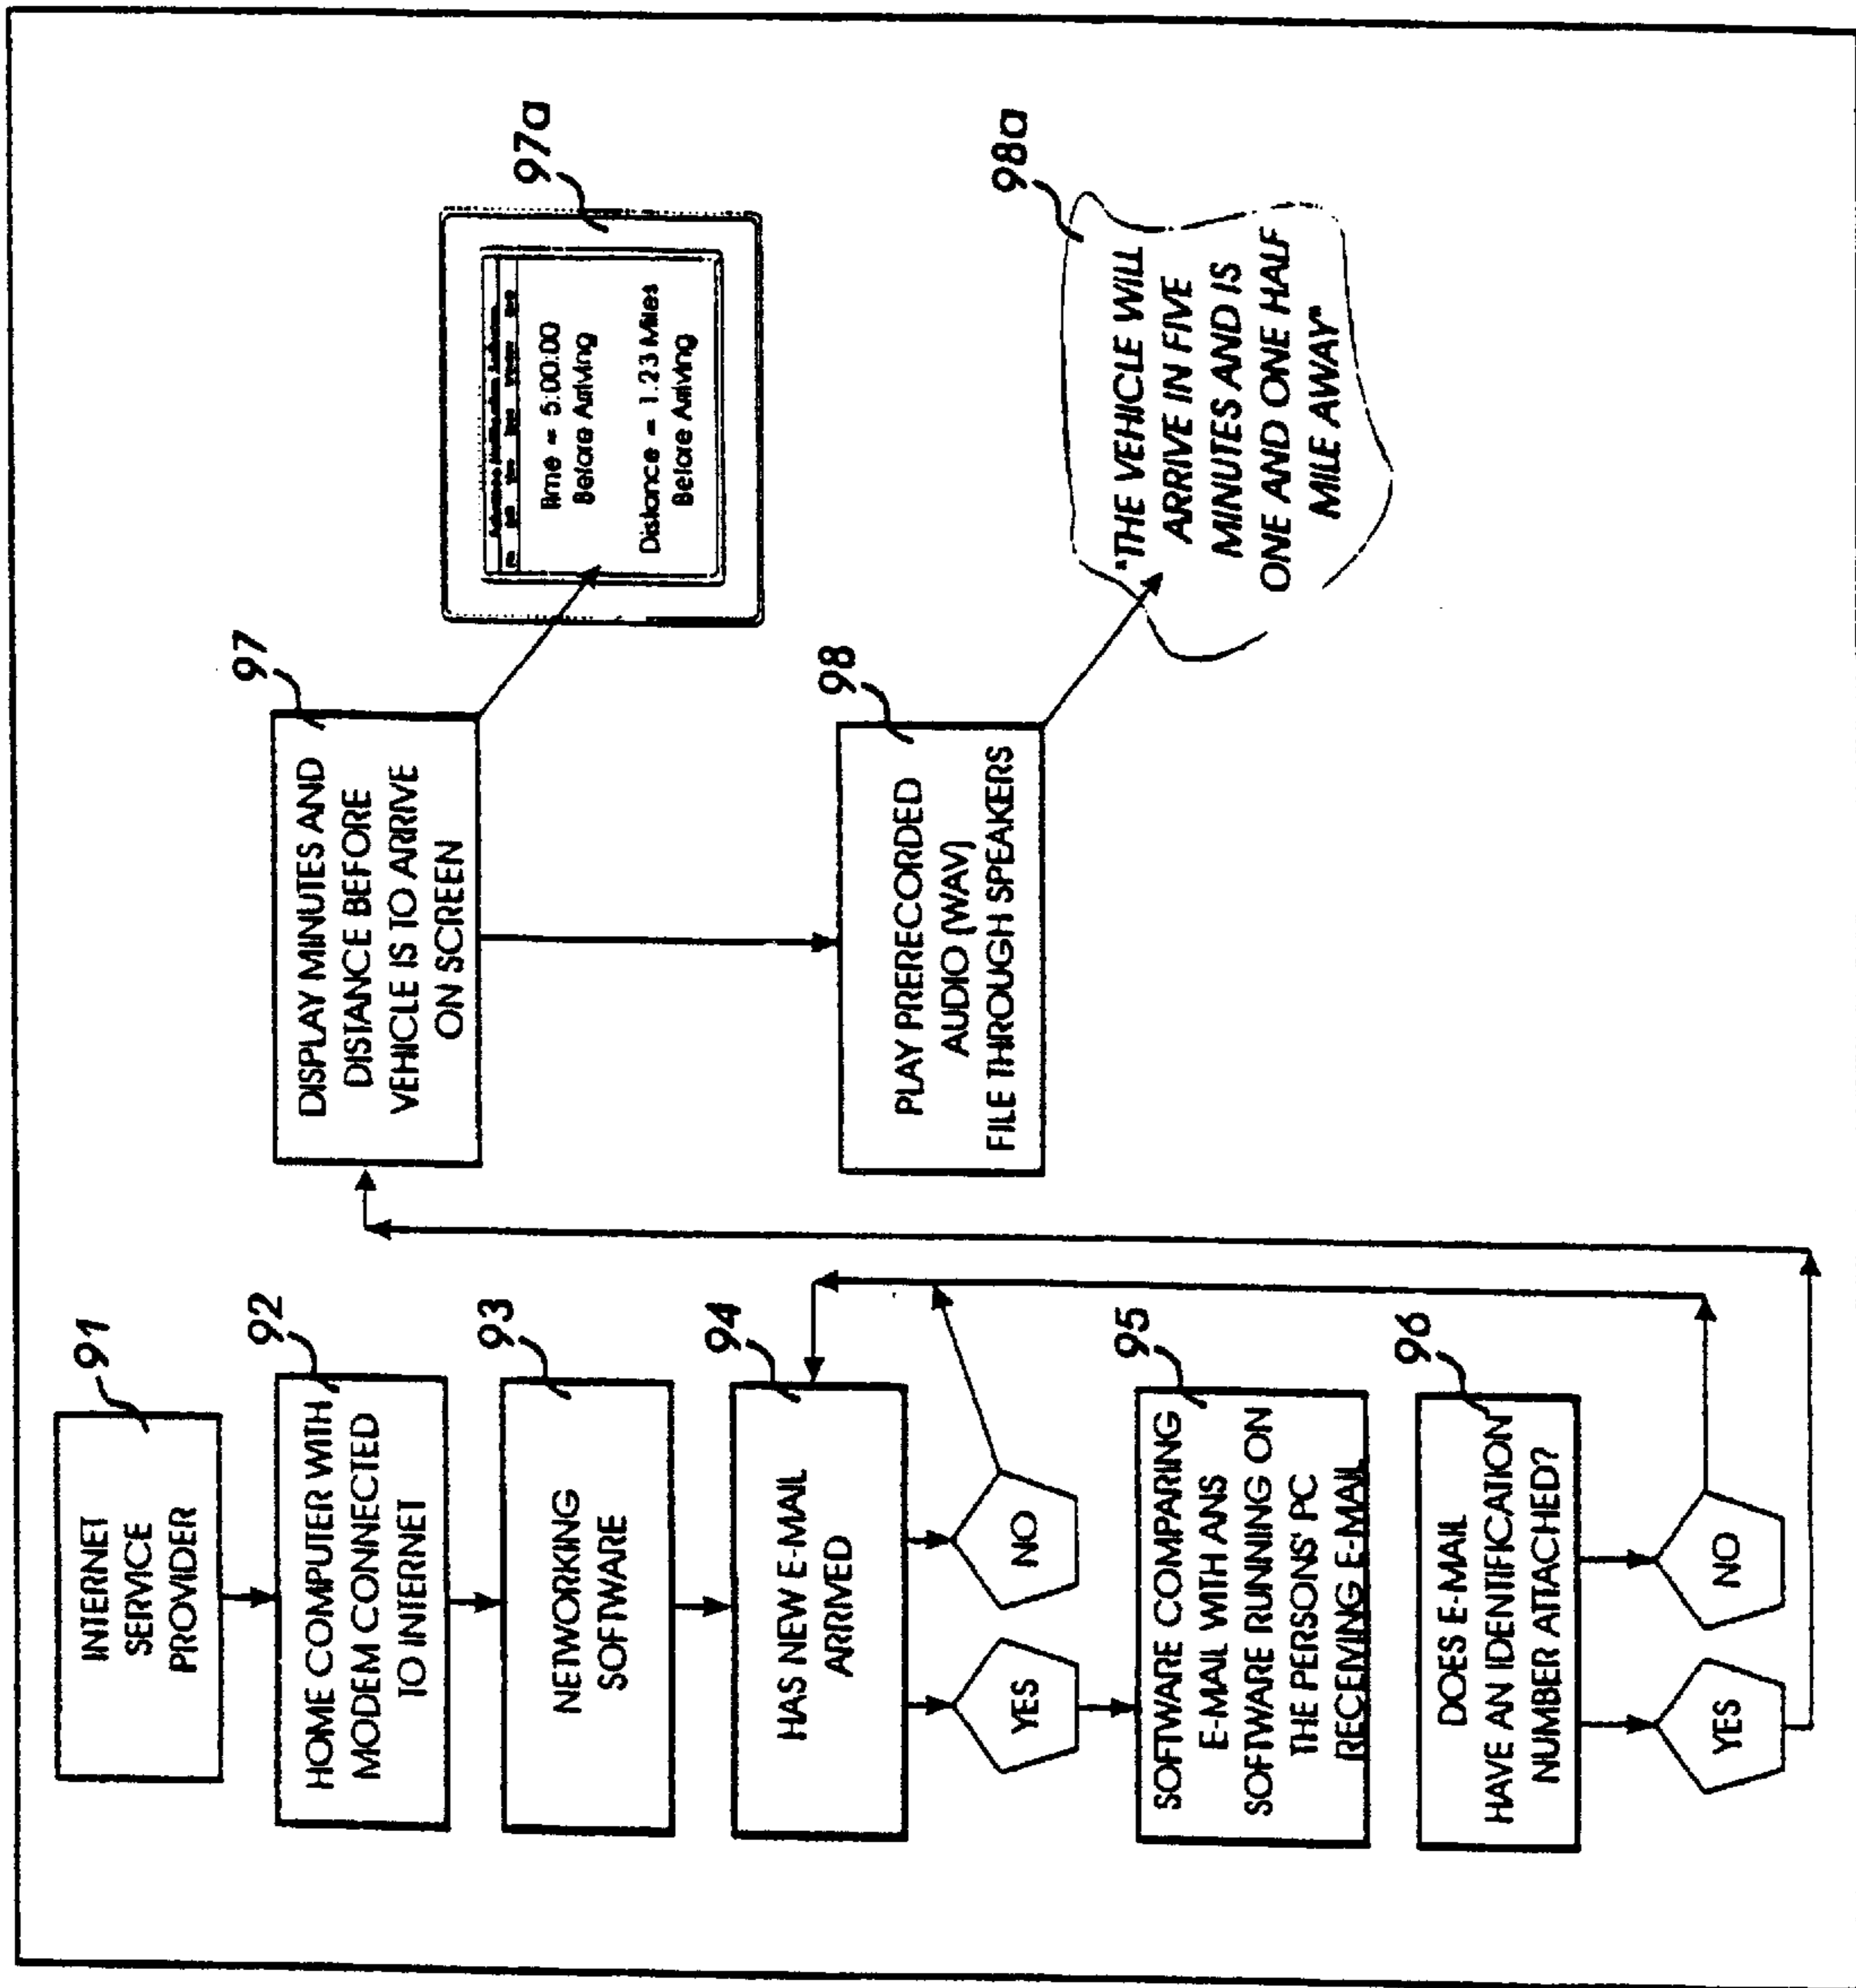 91
INTERNET
SERVICE
PROVIDER
92
HOME COMPUTER WITH
MODEM CONNECTED
TO INTERNET
93
NETWORKING
SOFTWARE
94
HAS NEW E-MAIL
ARRIVED
YES
NO
95
SOFTWARE COMPARING
E-MAIL WITH ANS
SOFTWARE RUNNING ON
THE PERSONS' PC
RECEIVING E-MAIL
96
DOES E-MAIL
HAVE AN IDENTIFICATION
NUMBER ATTACHED?
YES
NO
97
DISPLAY MINUTES AND
DISTANCE BEFORE
VEHICLE IS TO ARRIVE
ON SCREEN
97a
Time = 5:00:00
Before Arriving
Distance = 1.23 Miles
Before Arriving
98
PLAY PRERECORDED
AUDIO (WAV)
FILE THROUGH SPEAKERS
98a
"THE VEHICLE WILL
ARRIVE IN FIVE
MINUTES AND IS
ONE AND ONE HALF
MILE AWAY"